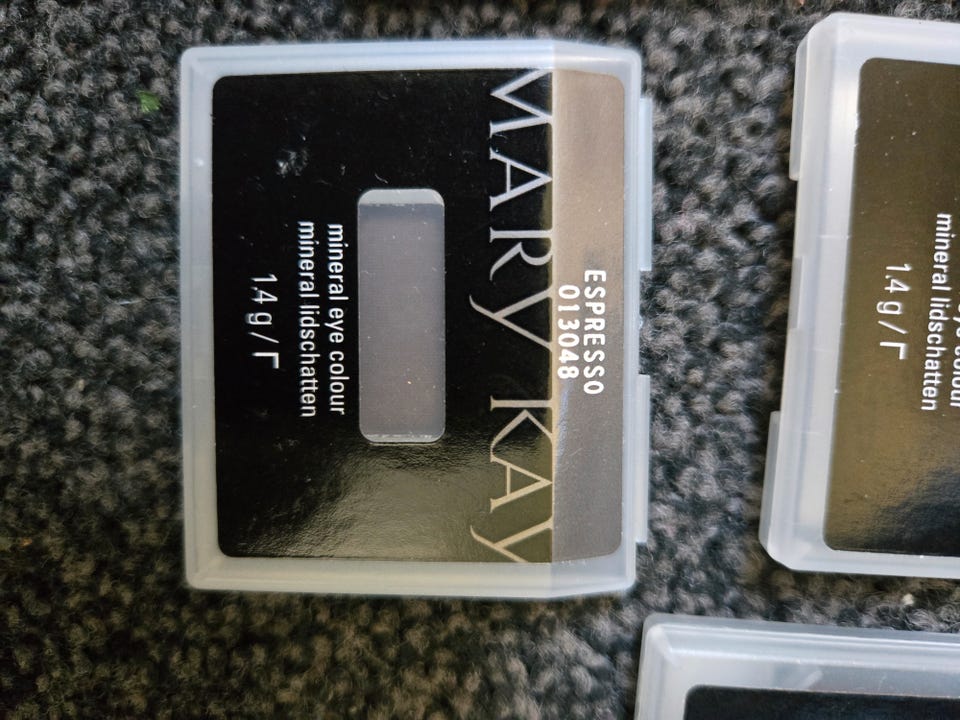 ESPRESSO
013048
MARY KAY
mineral eye colour
mineral lidschatten
1.4 g / г
mineral lidschatten
1.4 g / г